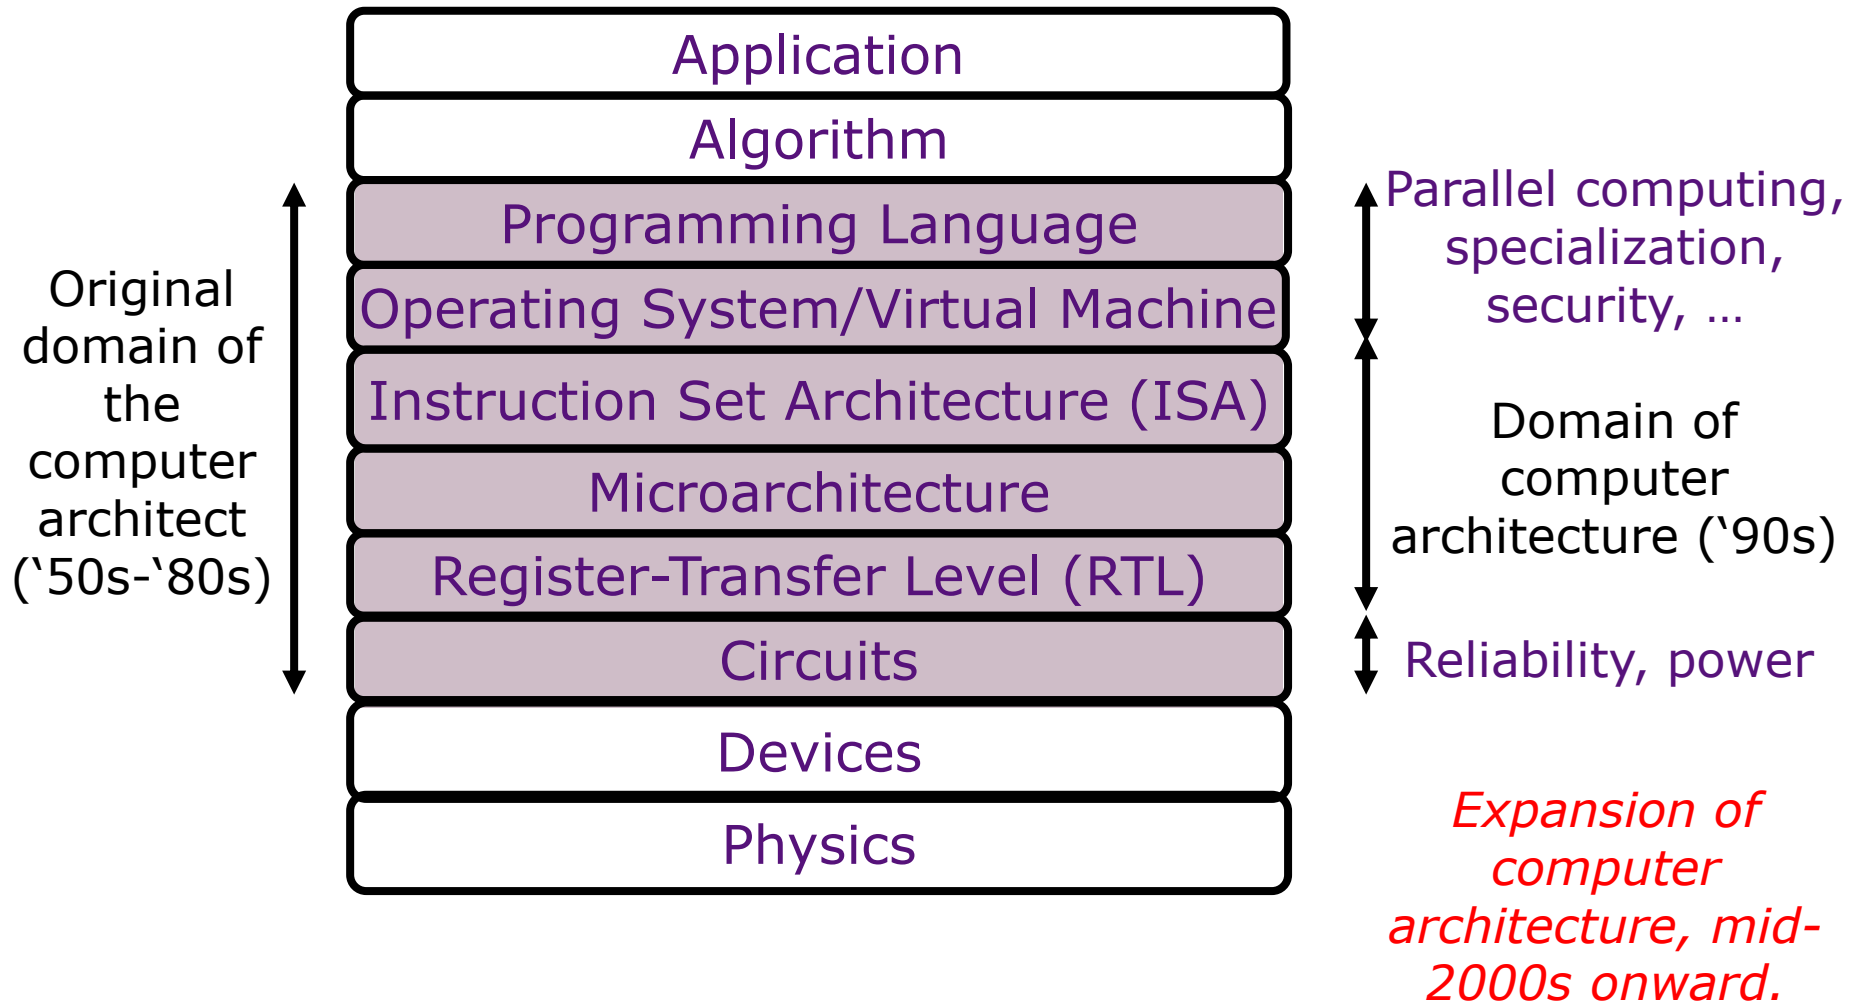 Application
Algorithm
Programming Language
Operating System/Virtual Machine
Instruction Set Architecture (ISA)
Microarchitecture
Register-Transfer Level (RTL)
Circuits
Devices
Physics
Original
domain of
the
computer
architect
(‘50s-‘80s)
Parallel computing,
specialization,
security, …
Domain of
computer
architecture (‘90s)
Reliability, power
Expansion of
computer
architecture, mid-
2000s onward.